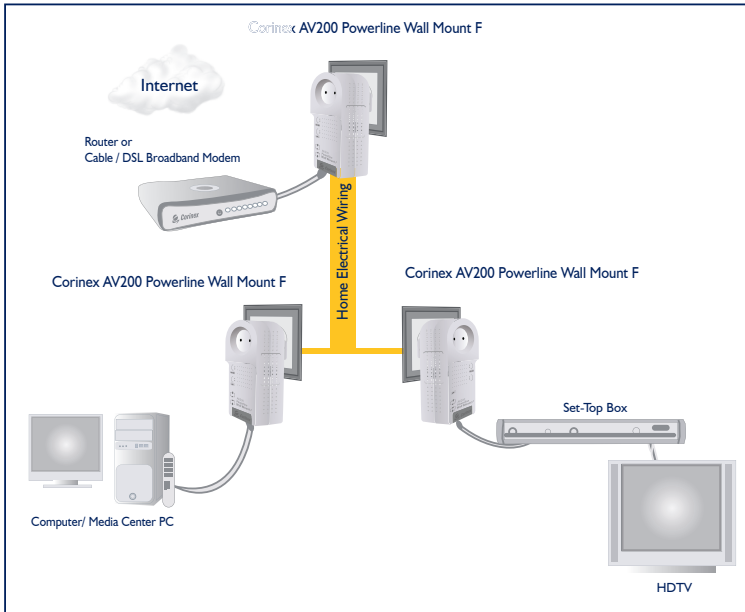 Corinex AV200 Powerline Wall Mount F
Internet
Router or
Cable / DSL Broadband Modem
Corinex
Home Electrical Wiring
Corinex AV200 Powerline Wall Mount F
Corinex AV200 Powerline Wall Mount F
Set-Top Box
Computer/ Media Center PC
HDTV